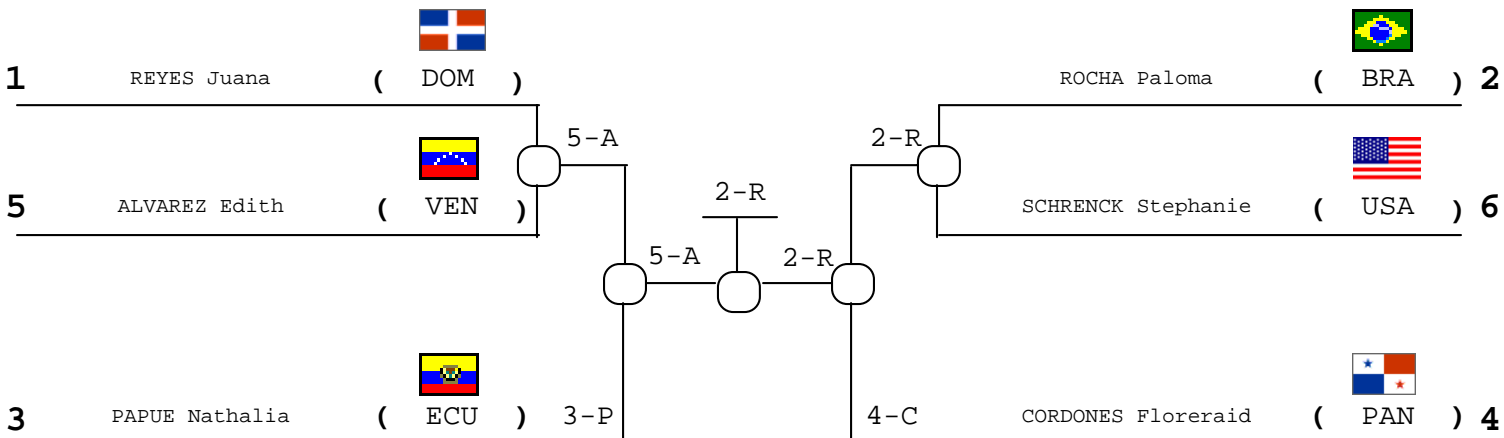 1 REYES Juana ( DOM )
ROCHA Paloma ( BRA ) 2
5-A
2-R
5 ALVAREZ Edith ( VEN )
2-R
SCHRENCK Stephanie ( USA ) 6
5-A
2-R
3 PAPUE Nathalia ( ECU ) 3-P
4-C CORDONES Floreraid ( PAN ) 4